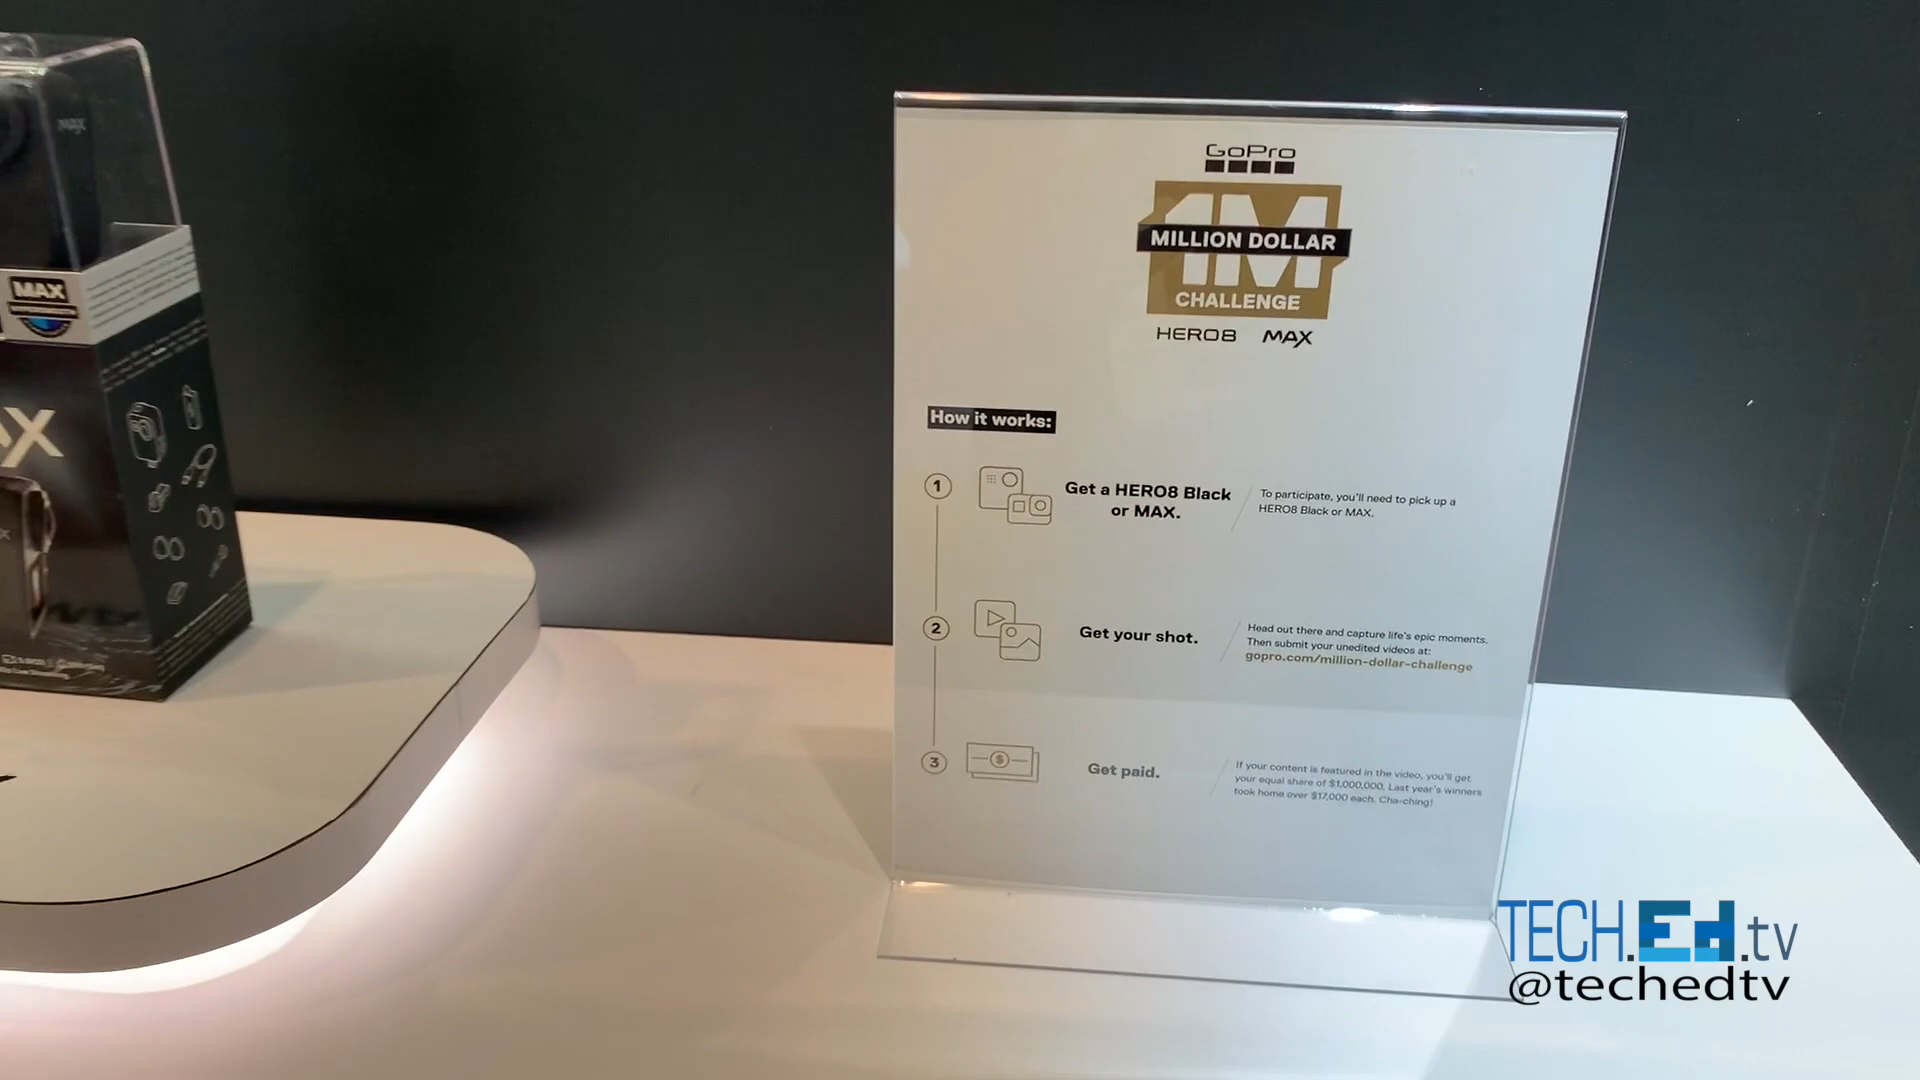 MAX
MAX
GoPro
1M
MILLION DOLLAR
CHALLENGE
HERO8 MAX
How it works:
1
Get a HERO8 Black
or MAX.
To participate, you'll need to pick up a
HERO8 Black or MAX.
2
Get your shot.
Head out there and capture life's epic moments.
Then submit your unedited videos at:
gopro.com/million-dollar-challenge
3
$
Get paid.
If your content is featured in the video, you'll get
your equal share of $1,000,000. Last year's winners
took home over $17,000 each. Cha-ching!
TECH.Ed.tv
@techedtv